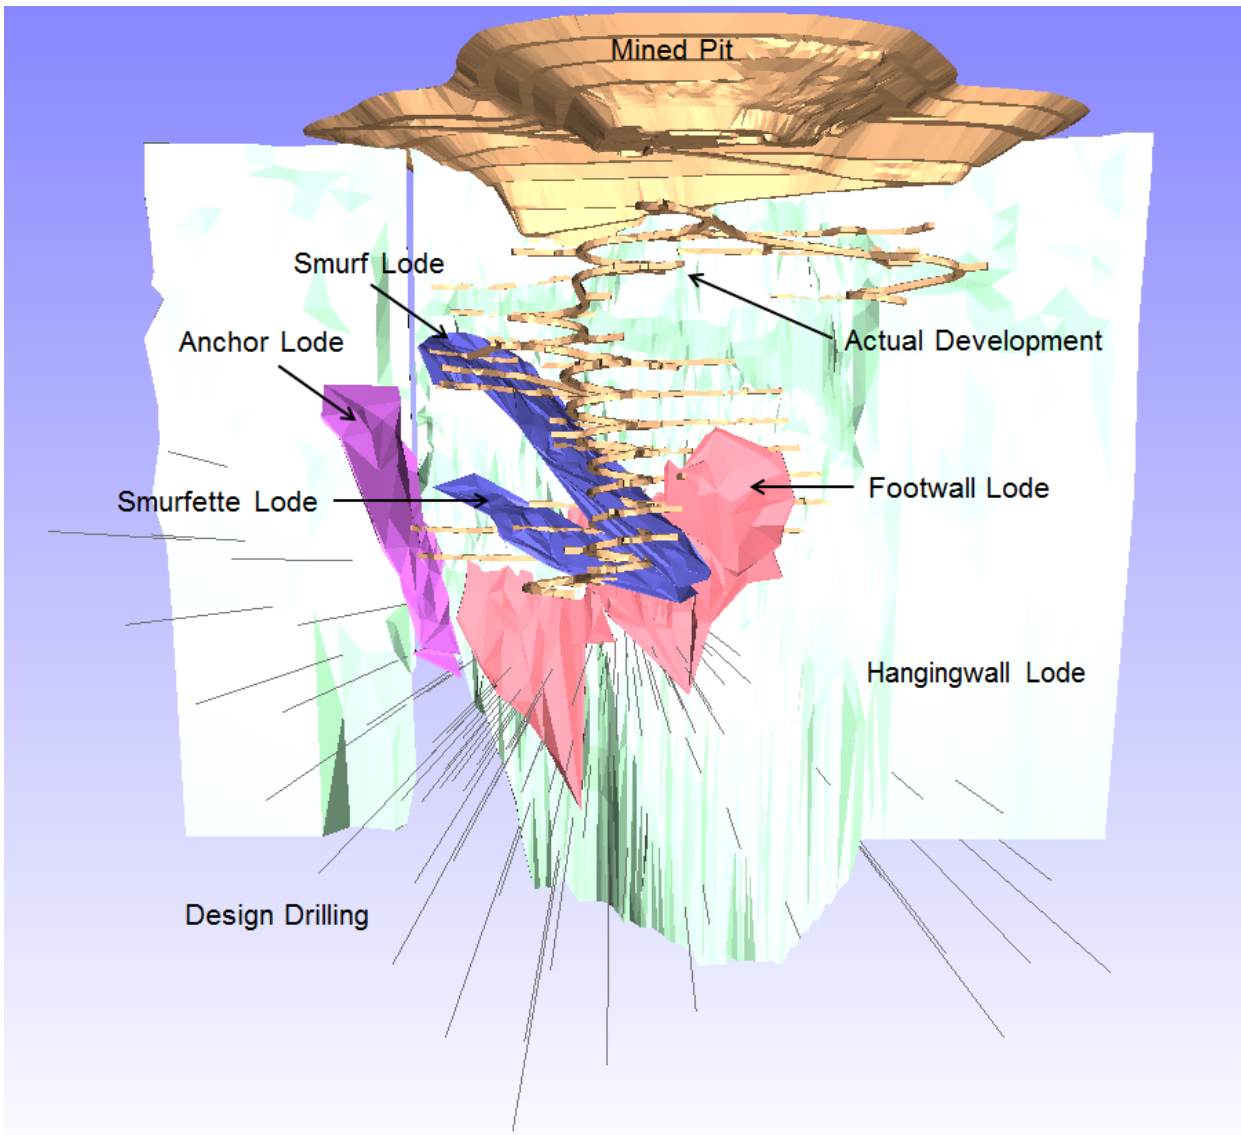 Mined Pit
Smurf Lode
Anchor Lode
Actual Development
Smurfette Lode
Footwall Lode
Hangingwall Lode
Design Drilling